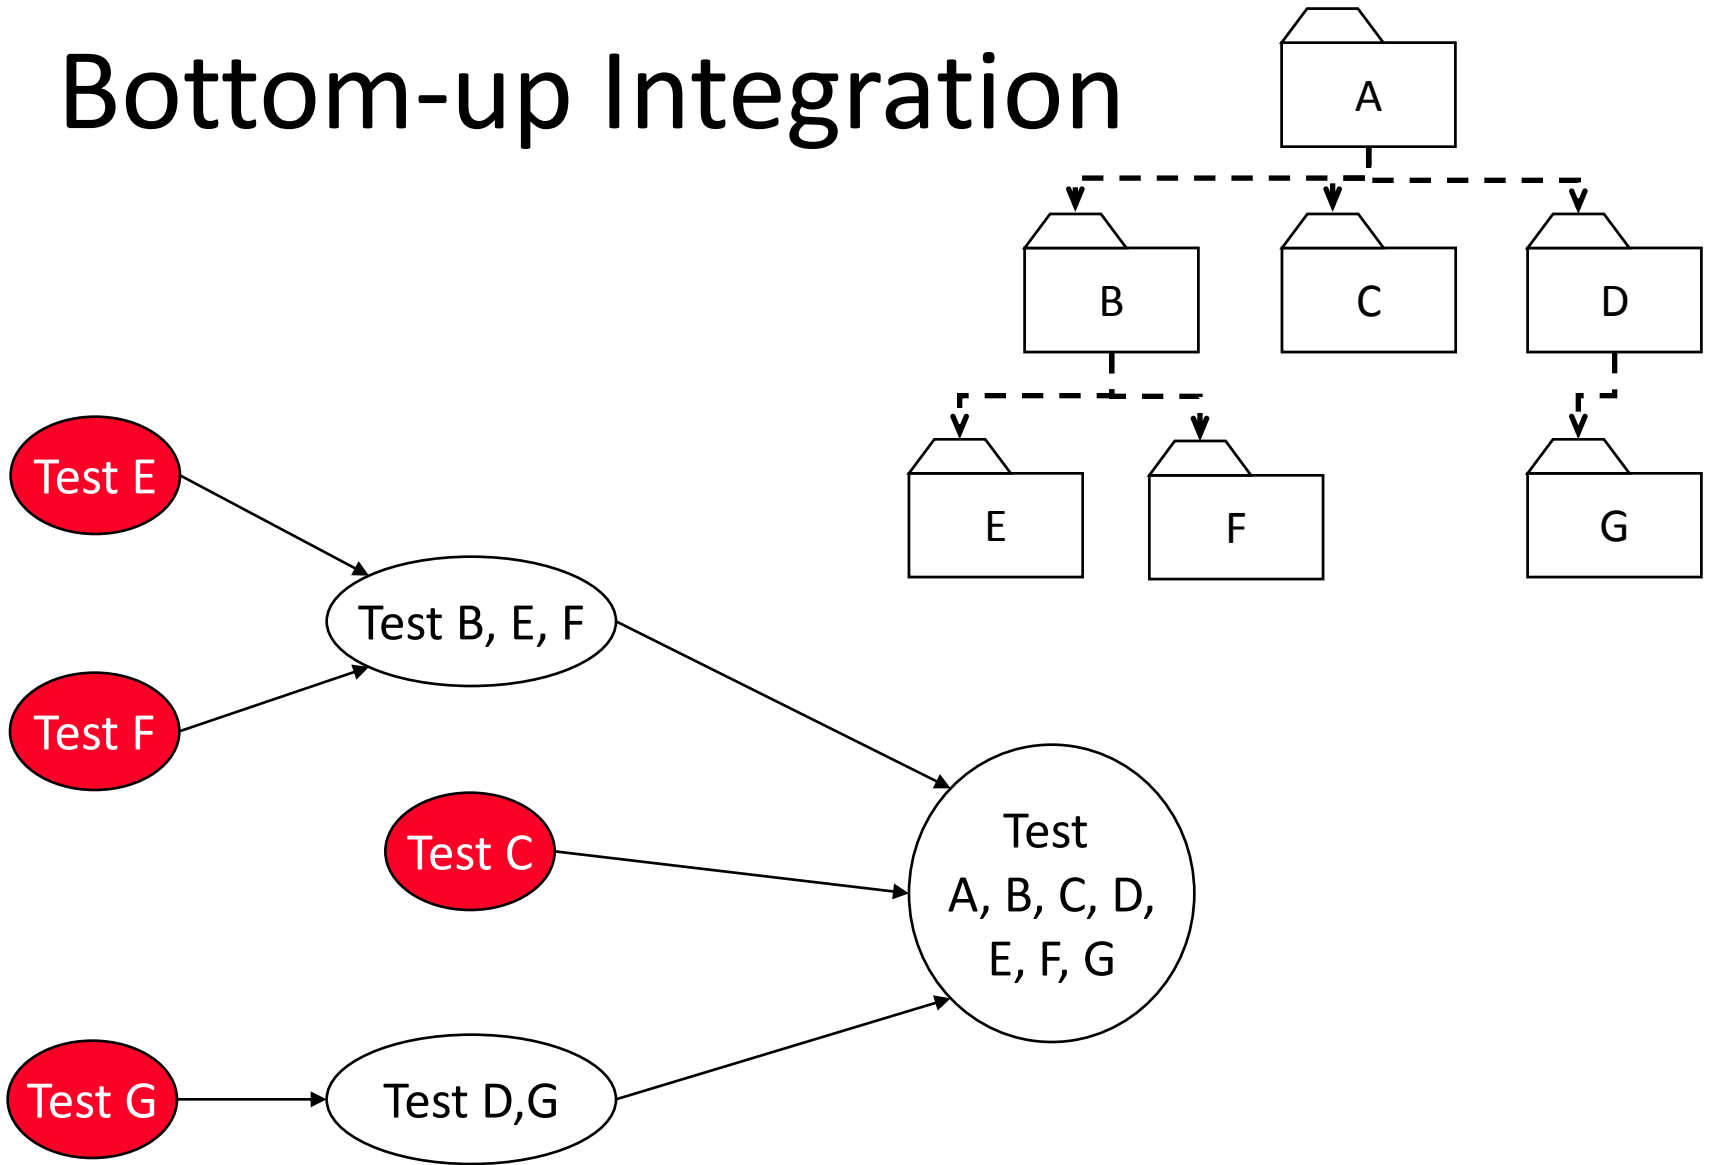 Bottom-up Integration
A
B
C
D
E
F
G
Test E
Test B, E, F
Test F
Test C
Test
A, B, C, D,
E, F, G
Test G
Test D,G